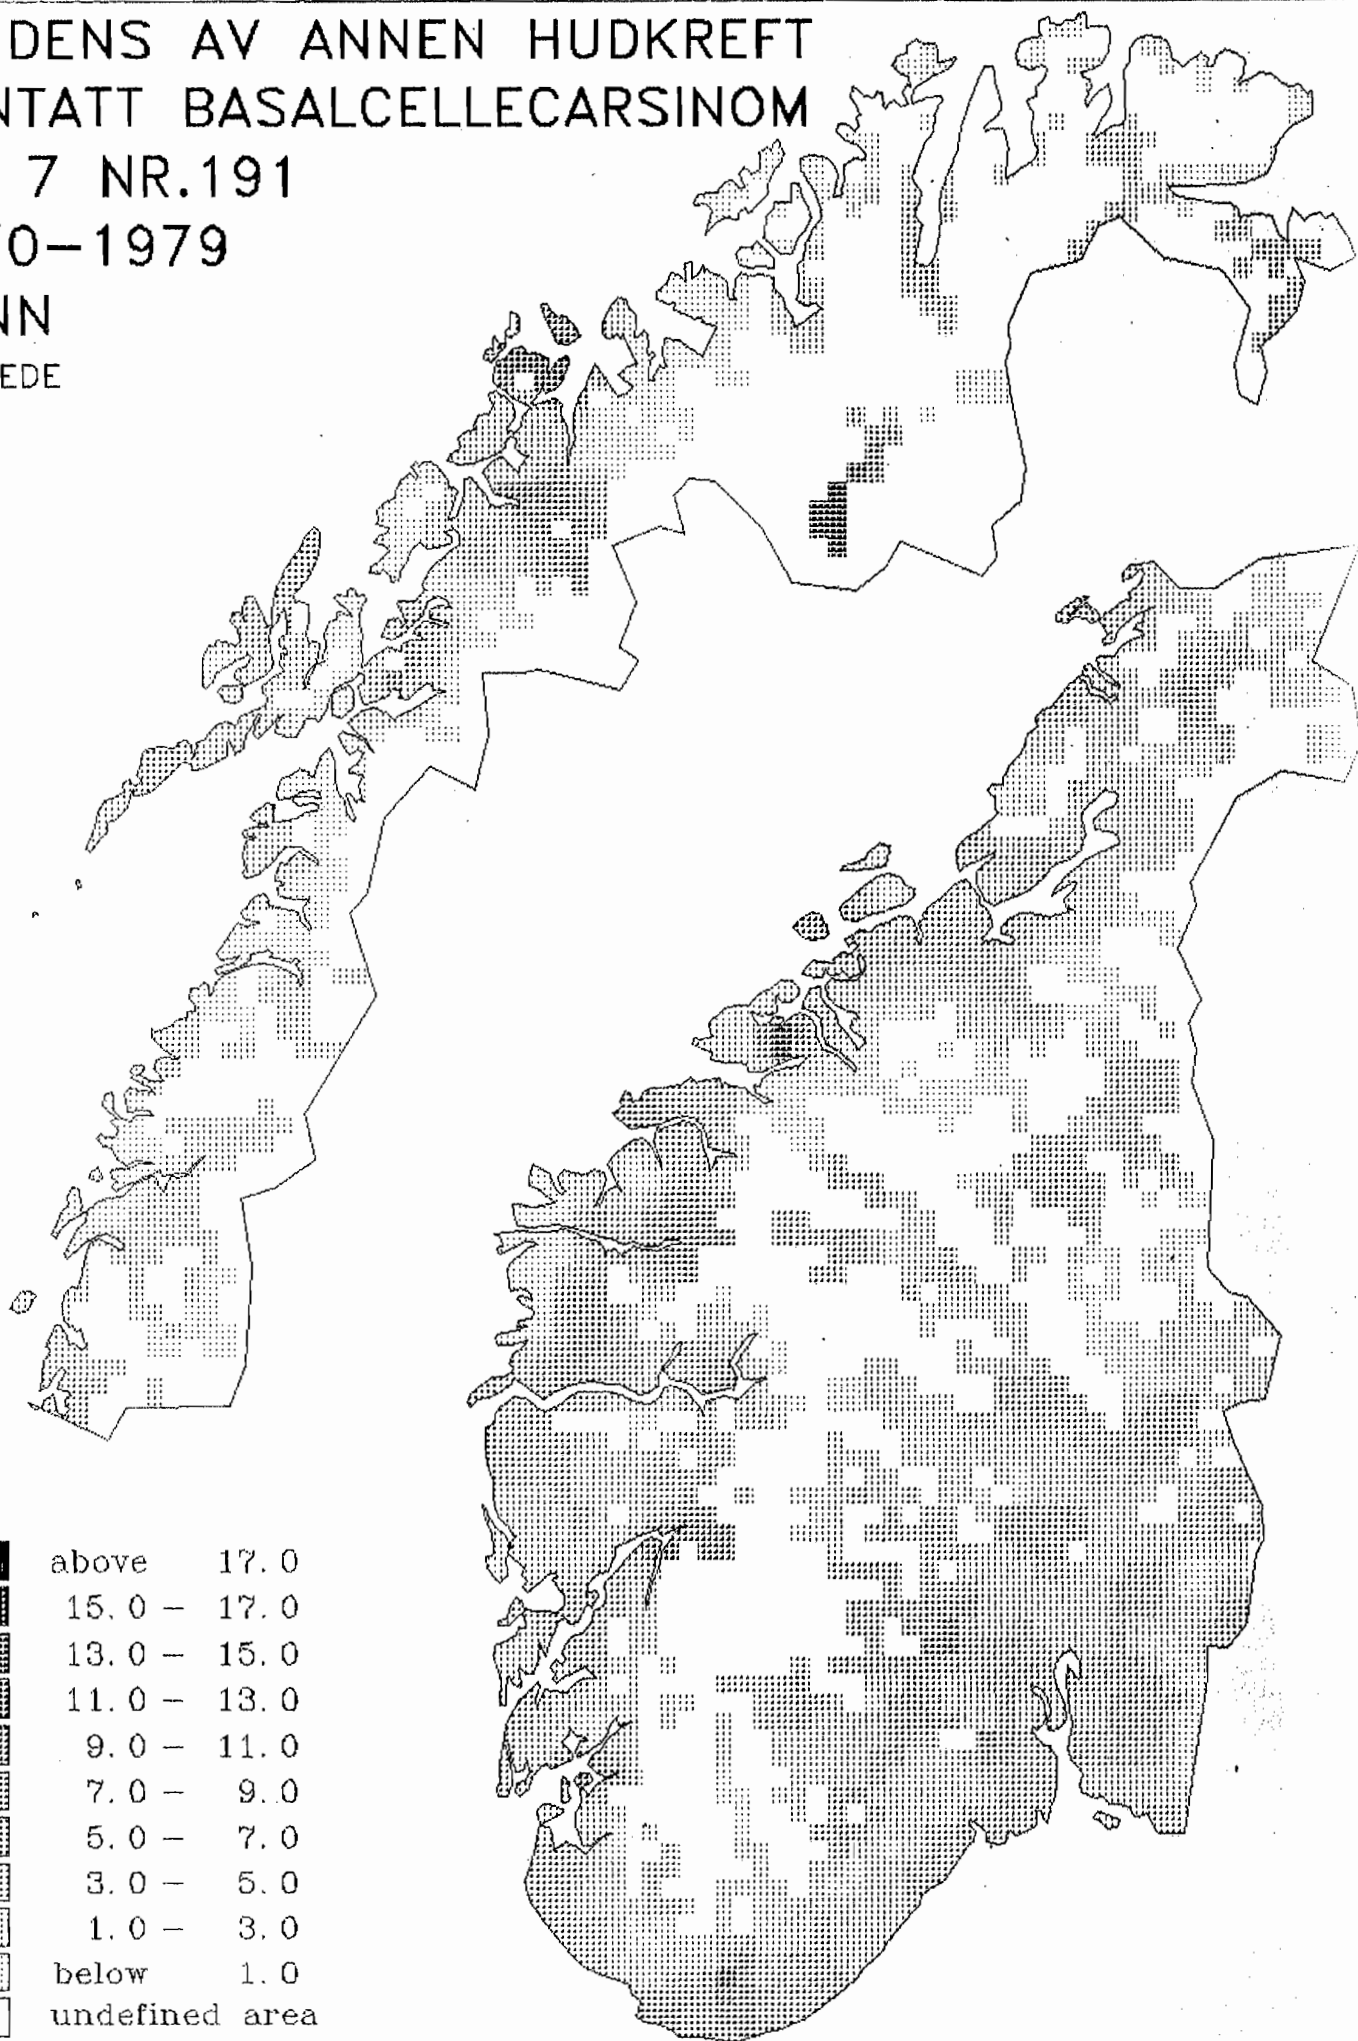 DENS AV ANNEN HUDKREFT
NTATT BASALCELLECARSINOM
7 NR.191
0-1979
NN
EDE
above 17.0
15.0 - 17.0
13.0 - 15.0
11.0 - 13.0
9.0 - 11.0
7.0 - 9.0
5.0 - 7.0
3.0 - 5.0
1.0 - 3.0
below 1.0
undefined area